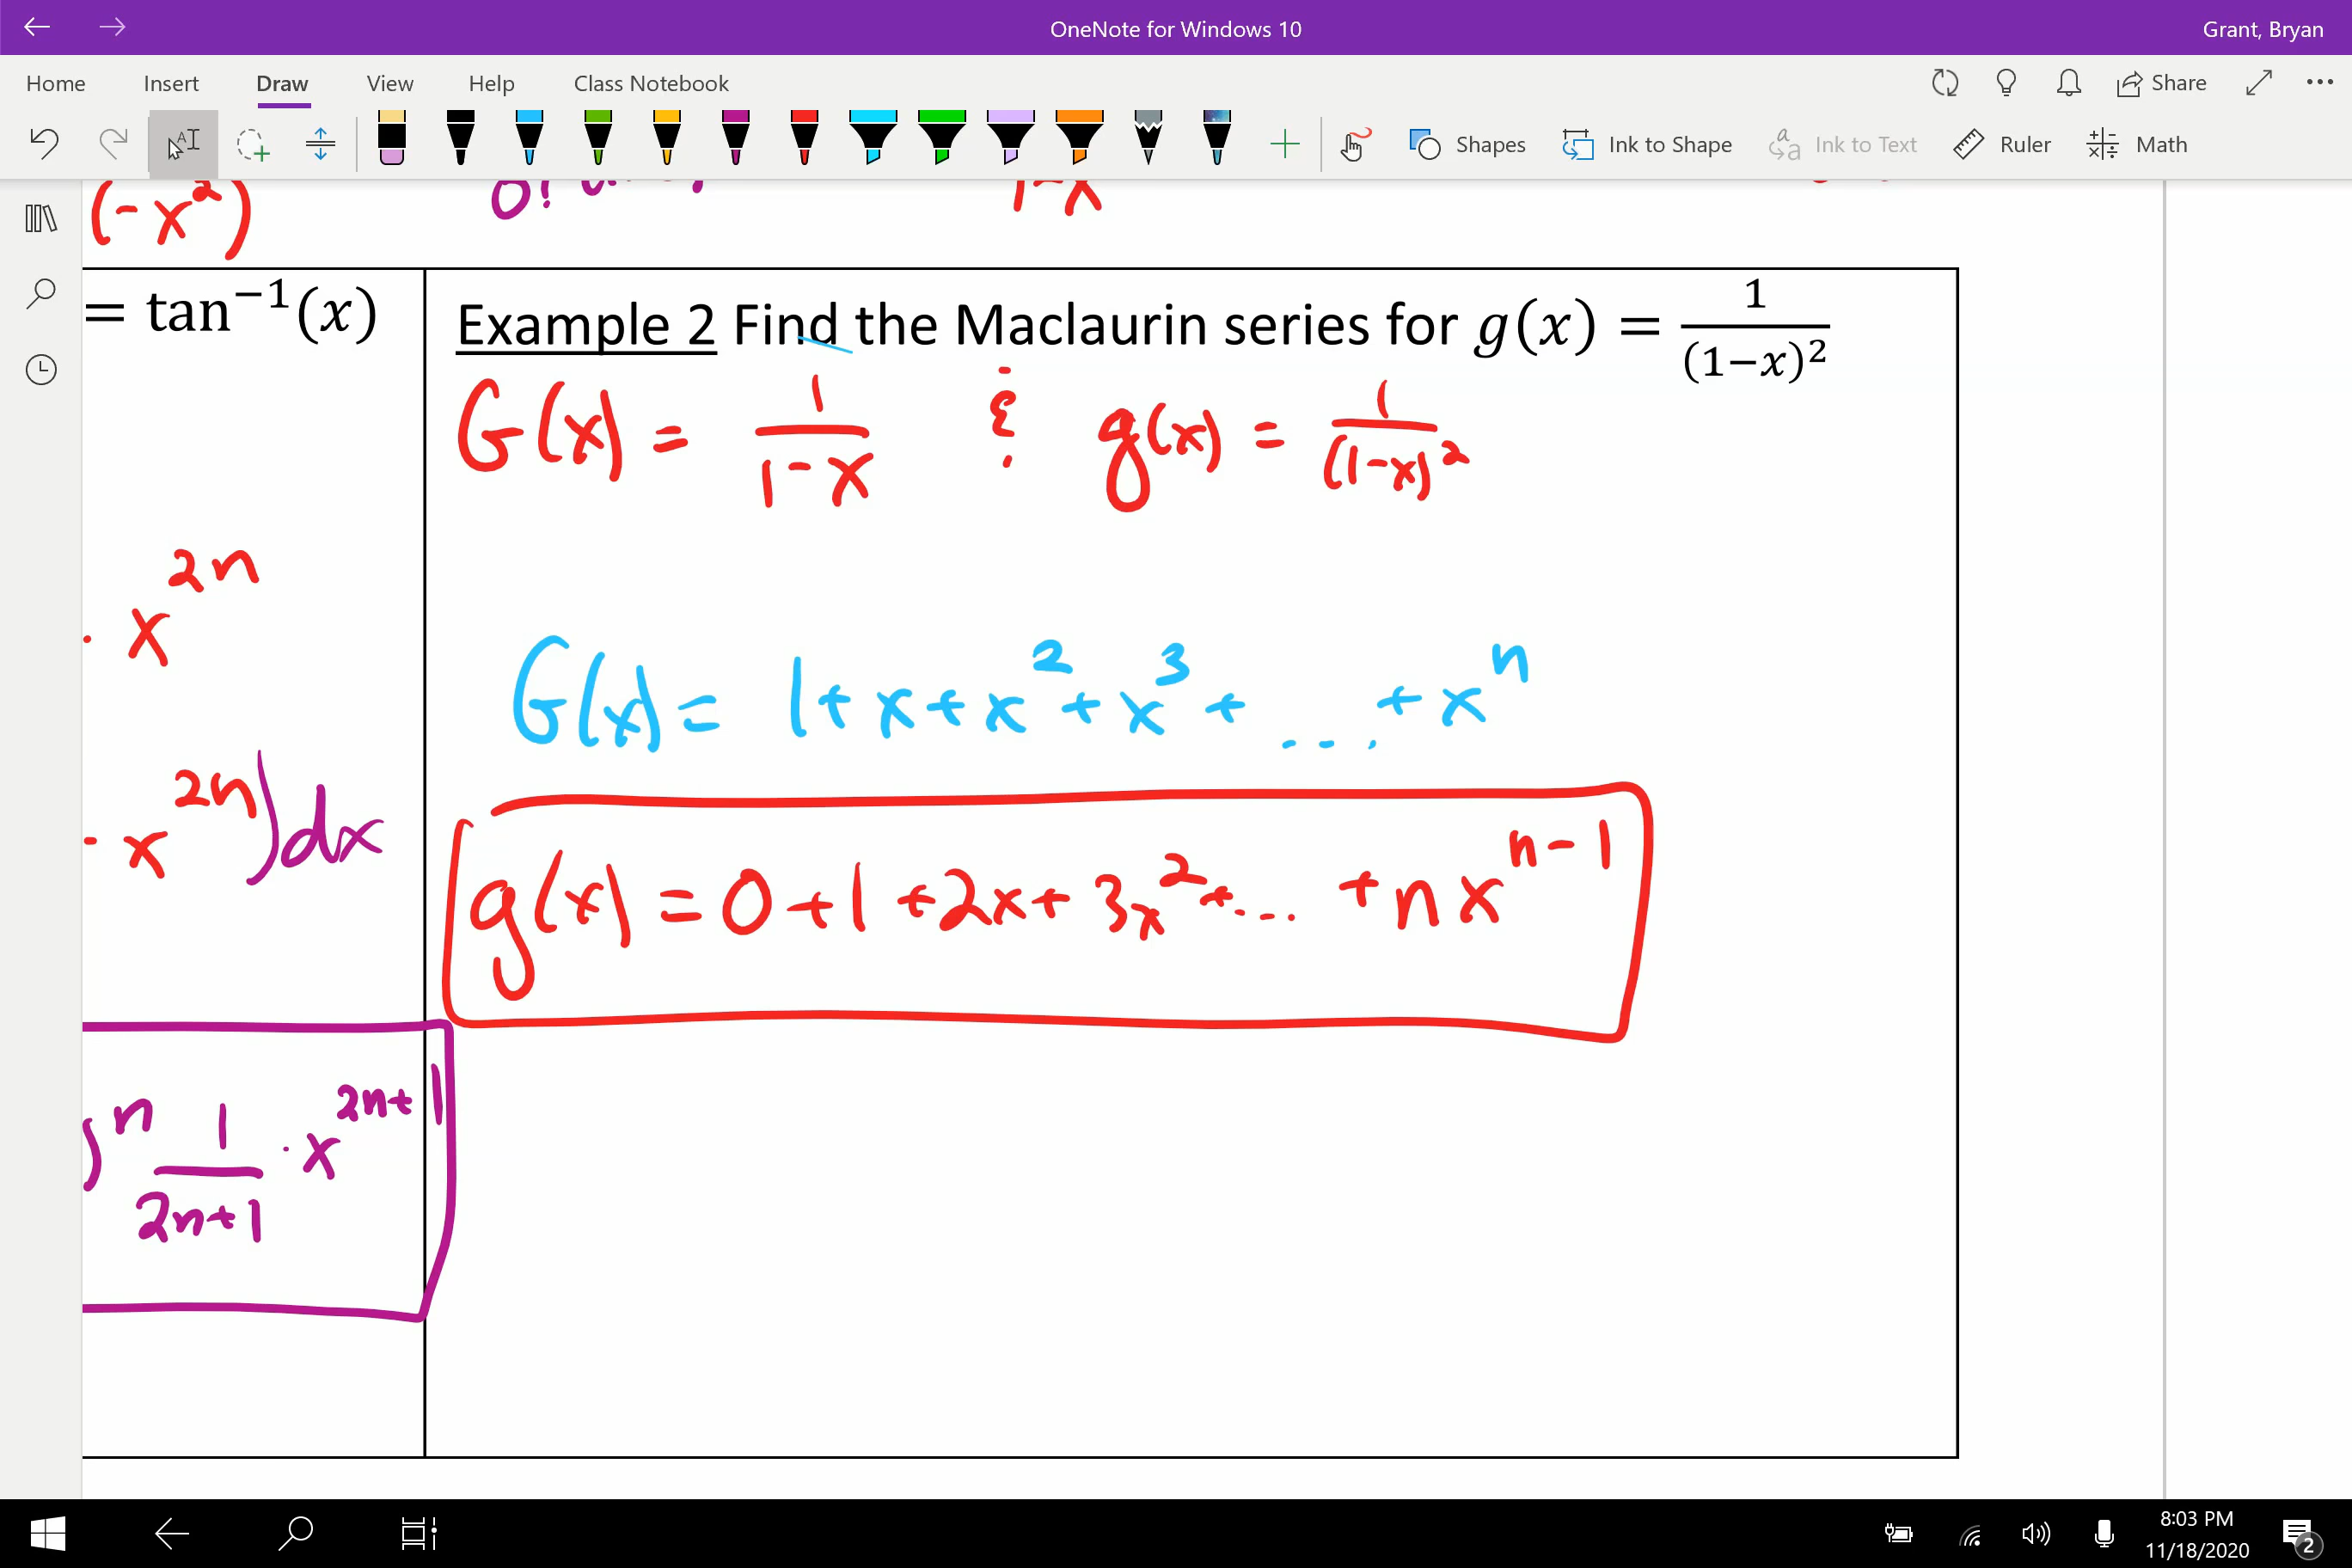 OneNote for Windows 10
Grant, Bryan
Home Insert Draw View Help Class Notebook Share
Shapes Ink to Shape Ink to Text Ruler Math
(-x²)
1-x
= tan⁻¹(x)
Example 2 Find the Maclaurin series for g(x) = 1/(1−x)²
G(x) = 1/(1-x) & g(x) = 1/(1-x)²
· x²ⁿ
G(x) = 1 + x + x² + x³ + ... + xⁿ
x²ⁿ)dx
g(x) = 0 + 1 + 2x + 3x² + ... + nxⁿ⁻¹
)ⁿ 1/(2n+1) · x²ⁿ⁺¹
8:03 PM
11/18/2020
2